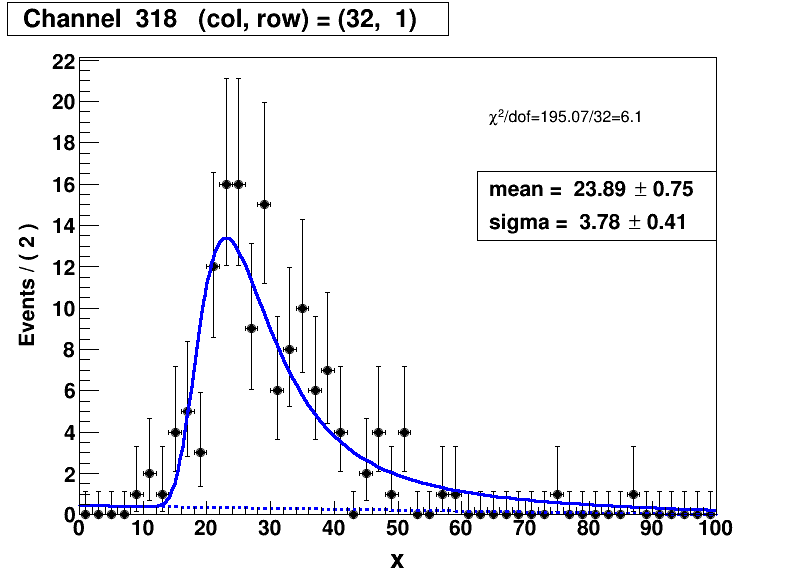 Channel 318 (col, row) = (32, 1)
χ²/dof=195.07/32=6.1
mean = 23.89 ± 0.75
sigma = 3.78 ± 0.41
Events / ( 2 )
22
20
18
16
14
12
10
8
6
4
2
0
0 10 20 30 40 50 60 70 80 90 100
x